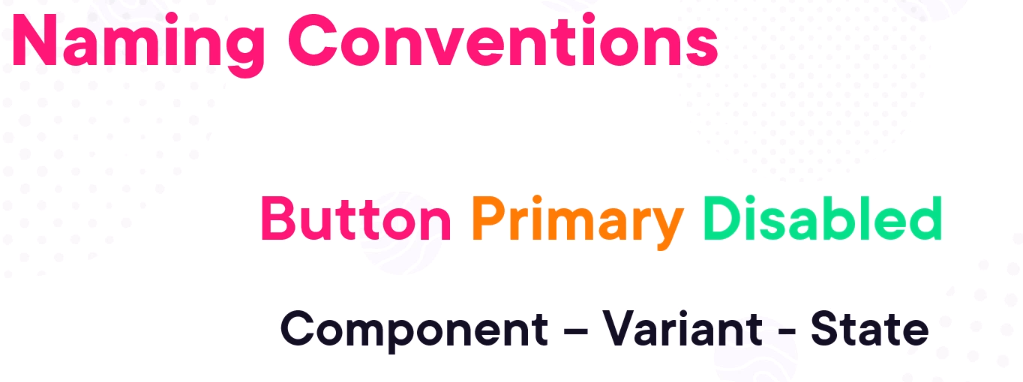 Naming Conventions
Button Primary Disabled
Component – Variant - State